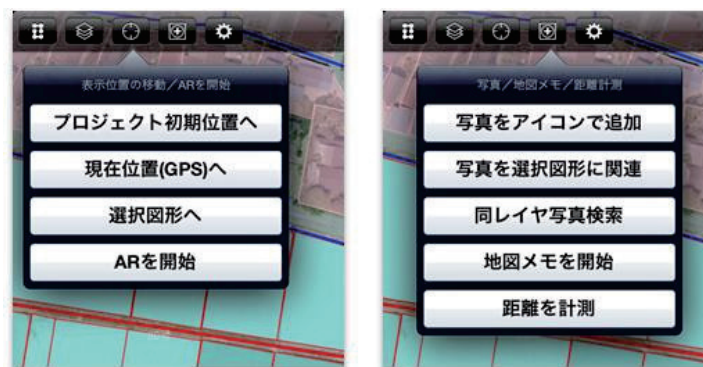 表示位置の移動／ARを開始
プロジェクト初期位置へ
現在位置(GPS)へ
選択図形へ
ARを開始
写真／地図メモ／距離計測
写真をアイコンで追加
写真を選択図形に関連
同レイヤ写真検索
地図メモを開始
距離を計測